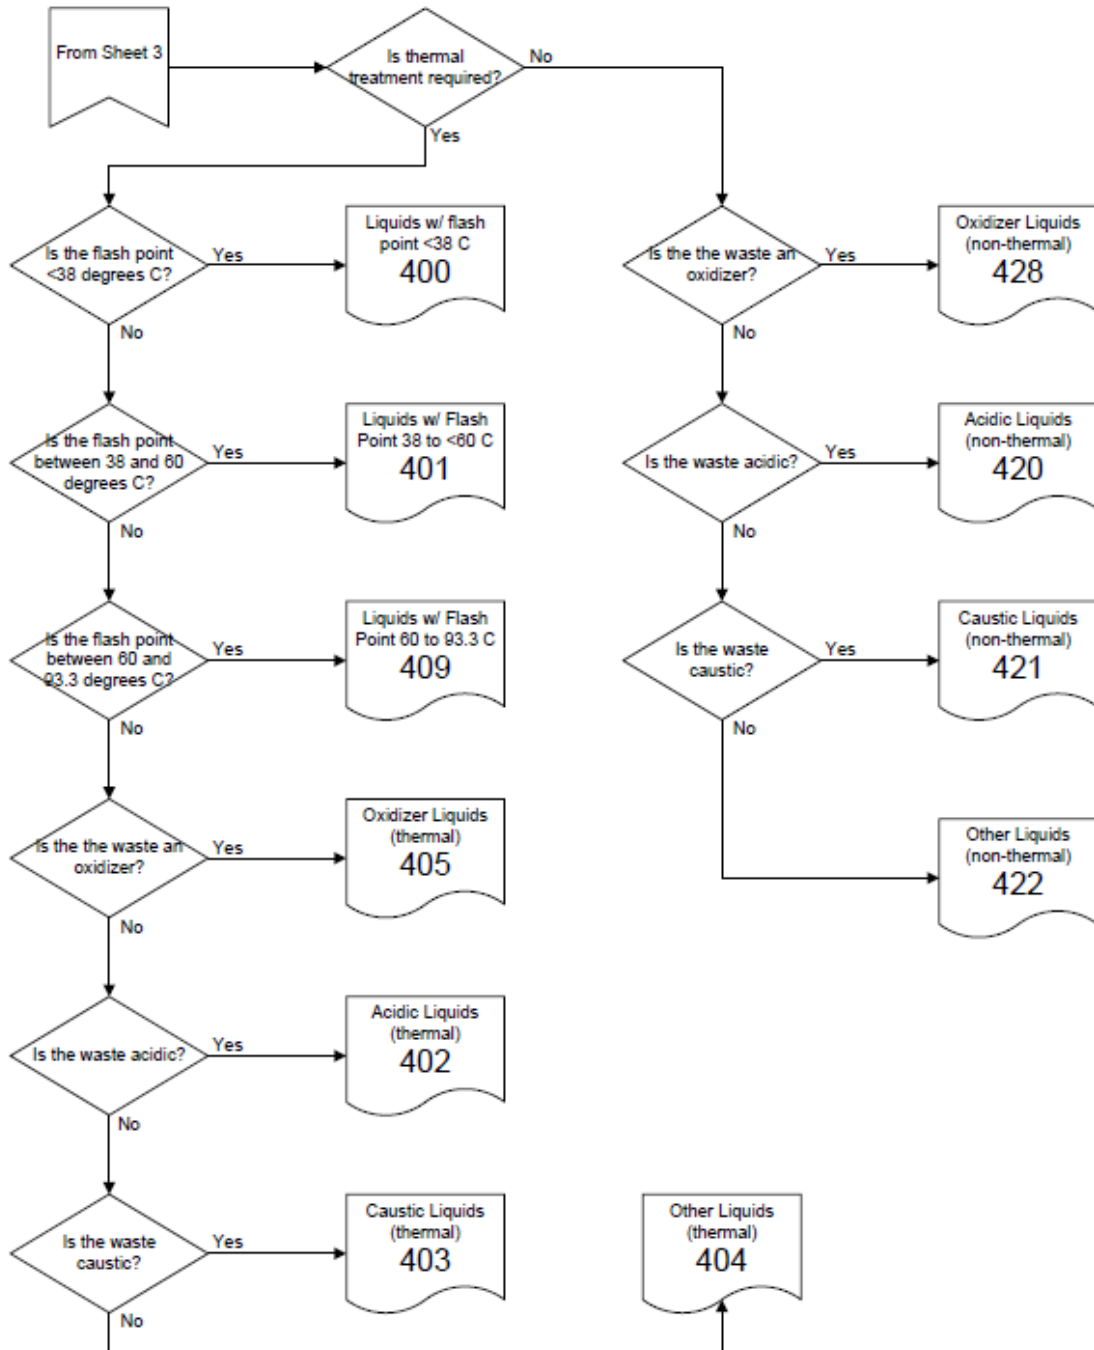 From Sheet 3
Is thermal
treatment required?
No
Yes
Is the flash point
<38 degrees C?
Yes
No
Liquids w/ flash
point <38 C
400
Is the the waste an
oxidizer?
Yes
No
Oxidizer Liquids
(non-thermal)
428
Is the flash point
between 38 and 60
degrees C?
Yes
No
Liquids w/ Flash
Point 38 to <60 C
401
Is the waste acidic?
Yes
No
Acidic Liquids
(non-thermal)
420
Is the flash point
between 60 and
93.3 degrees C?
Yes
No
Liquids w/ Flash
Point 60 to 93.3 C
409
Is the waste
caustic?
Yes
No
Caustic Liquids
(non-thermal)
421
Is the the waste an
oxidizer?
Yes
No
Oxidizer Liquids
(thermal)
405
Other Liquids
(non-thermal)
422
Is the waste acidic?
Yes
No
Acidic Liquids
(thermal)
402
Is the waste
caustic?
Yes
No
Caustic Liquids
(thermal)
403
Other Liquids
(thermal)
404